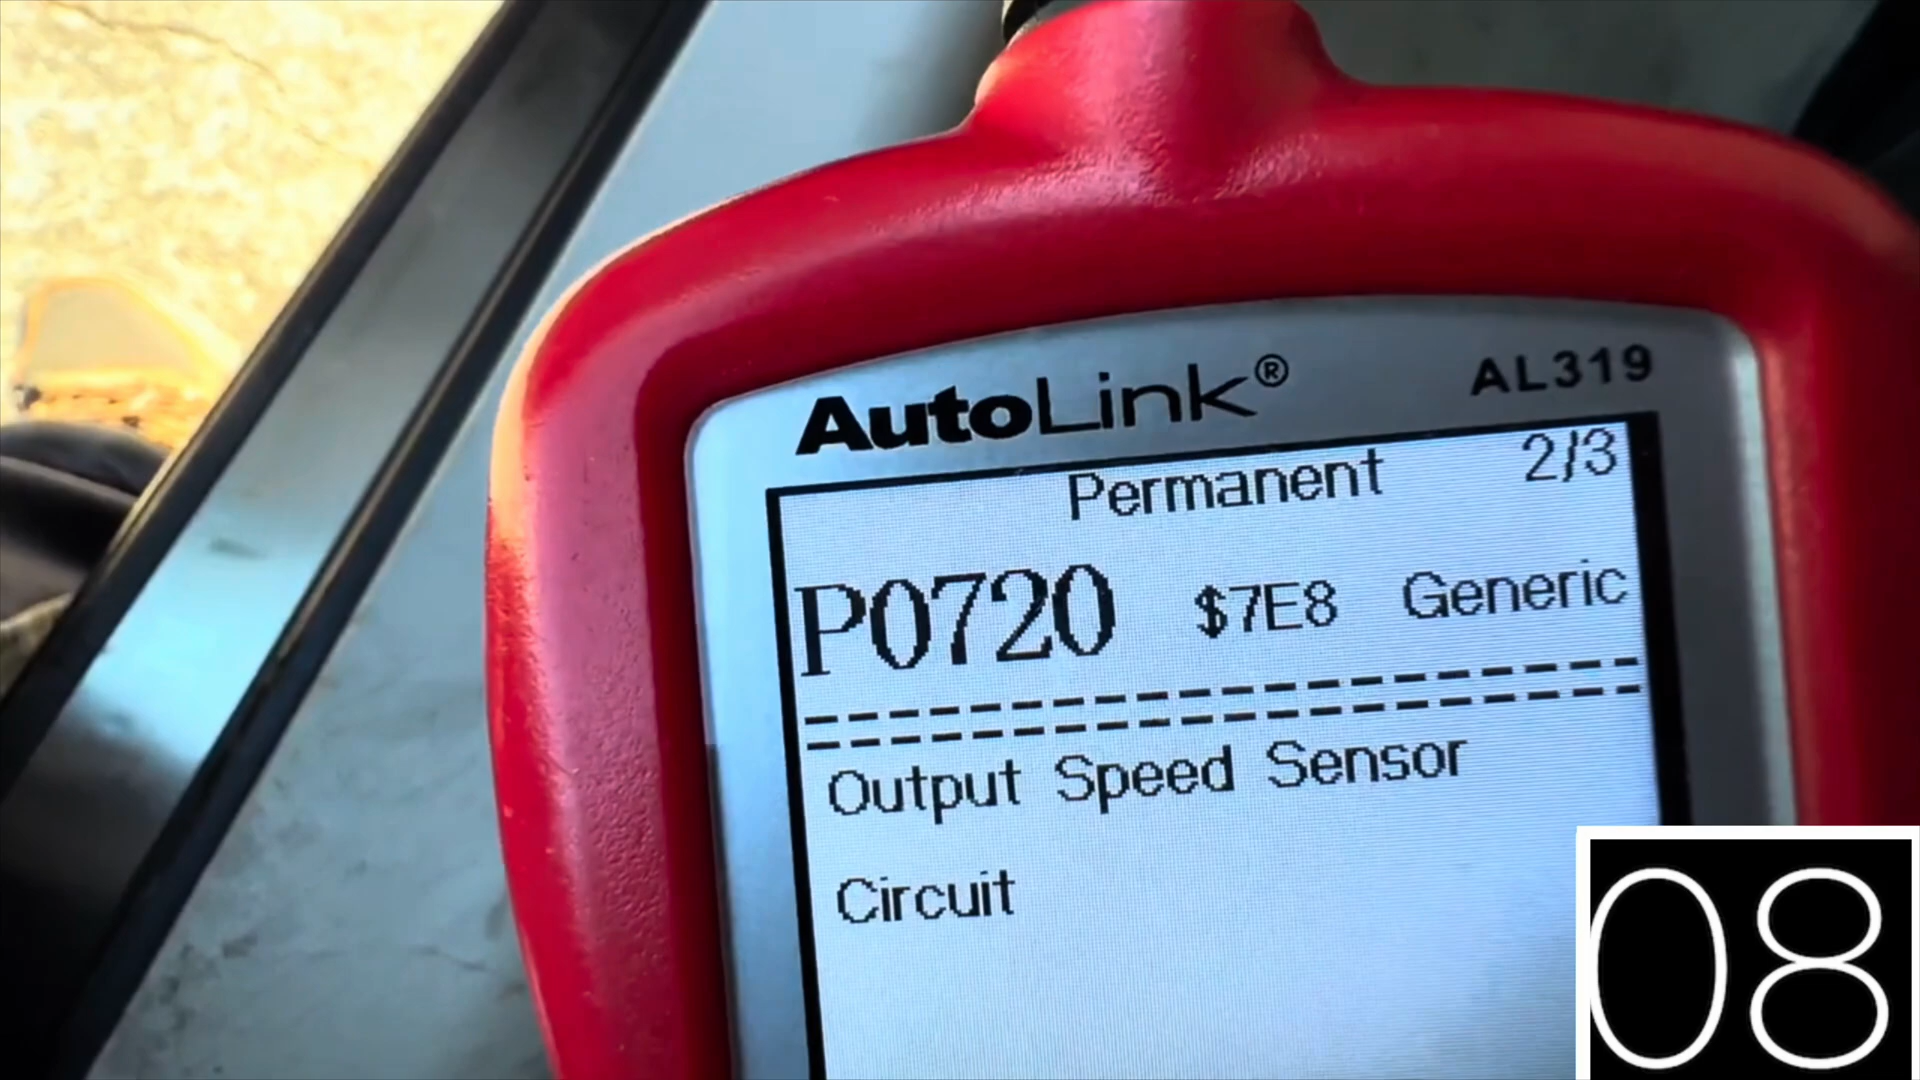 AutoLink® AL319
Permanent 2/3
P0720 $7E8 Generic
Output Speed Sensor
Circuit
08